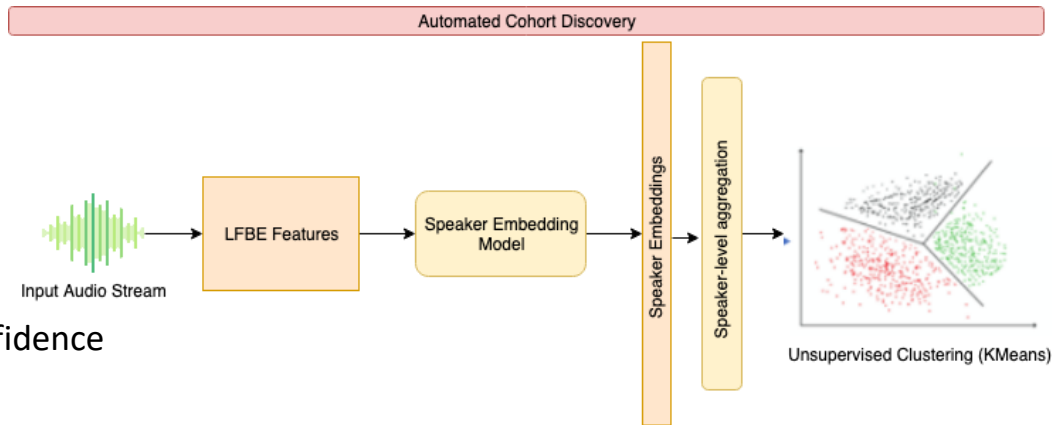 Automated Cohort Discovery
Input Audio Stream
LFBE Features
Speaker Embedding
Model
Speaker Embeddings
Speaker-level aggregation
Unsupervised Clustering (KMeans)
fidence